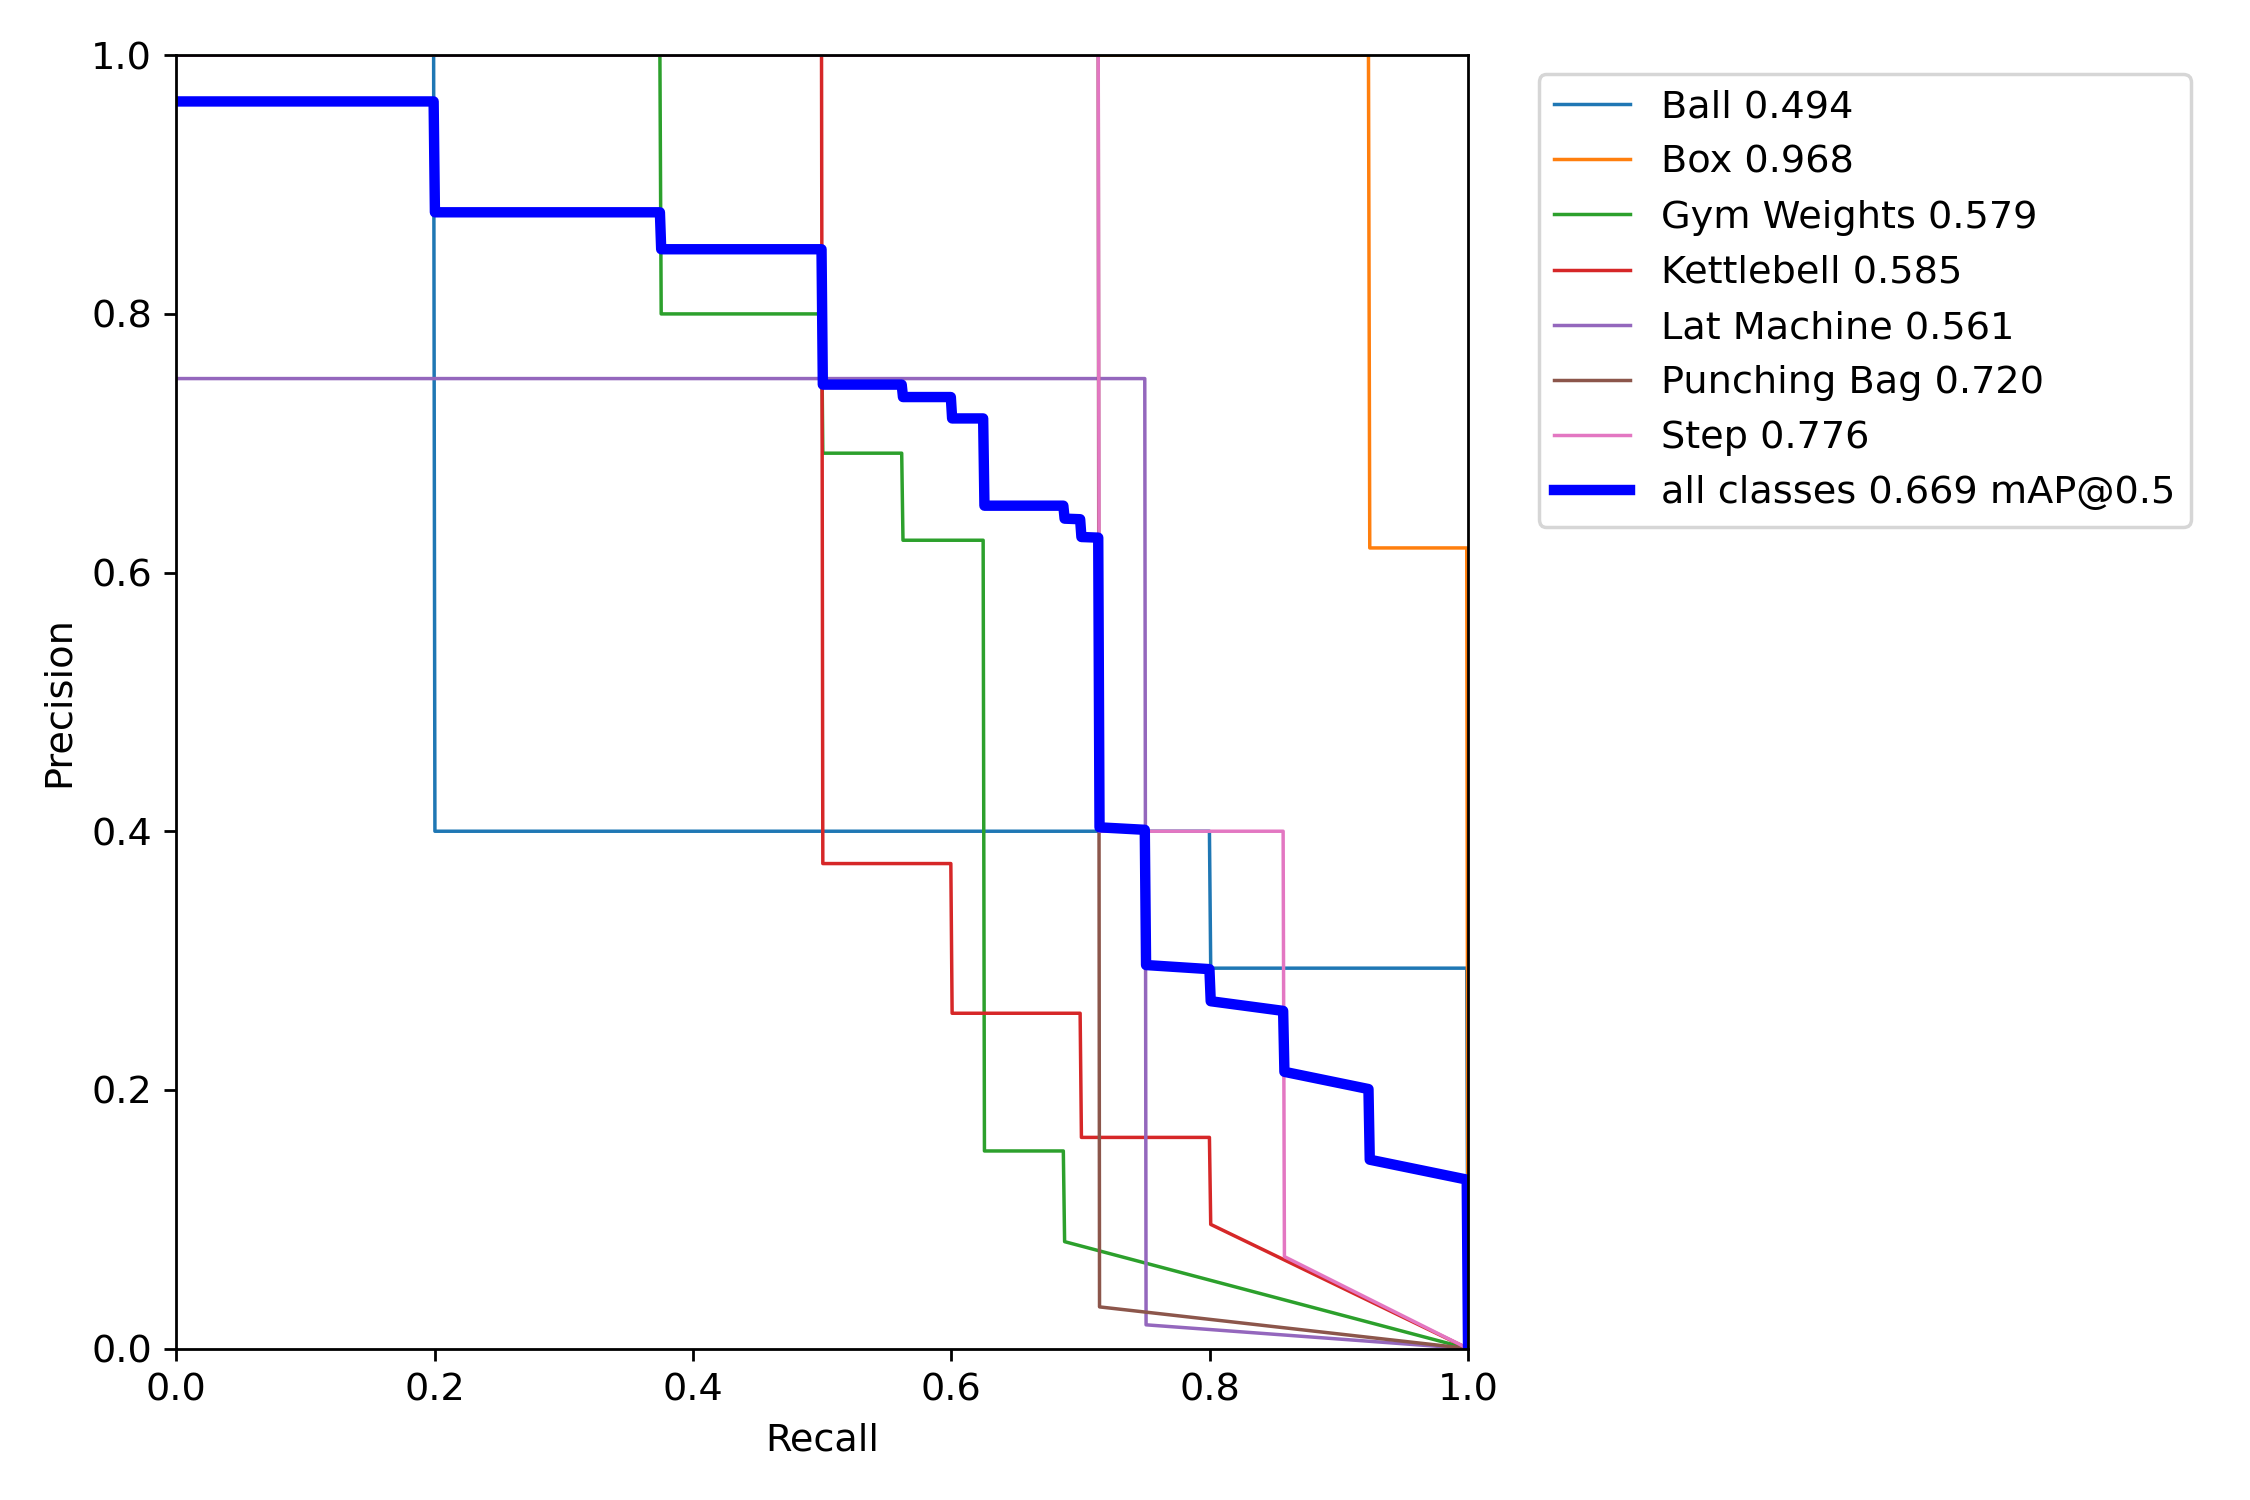 1.0
0.8
0.6
0.4
0.2
0.0
Precision
0.0 0.2 0.4 0.6 0.8 1.0
Recall
Ball 0.494
Box 0.968
Gym Weights 0.579
Kettlebell 0.585
Lat Machine 0.561
Punching Bag 0.720
Step 0.776
all classes 0.669 mAP@0.5